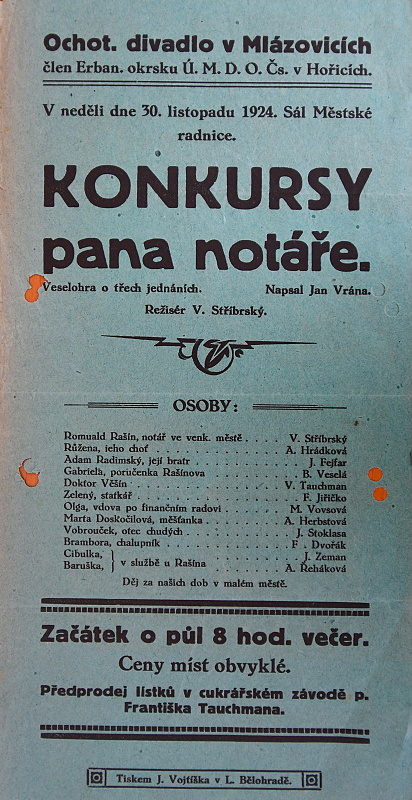 Ochot. divadlo v Mlázovicích
člen Erban. okrsku Ú. M. D. O. Čs. v Hořicích.
V neděli dne 30. listopadu 1924. Sál Městské
radnice.
KONKURSY
pana notáře.
Veselohra o třech jednáních. Napsal Jan Vrána.
Režisér V. Stříbrský.
OSOBY:
Romuald Rašín, notář ve venk. městě . . . . V. Stříbrský
Růžena, jeho choť . . . . . . . . . . . . A. Hrádková
Adam Radimský, její bratr . . . . . . . . . . J. Fejfar
Gabriela, poručenka Rašínova . . . . . . . . B. Veselá
Doktor Věšín . . . . . . . . . . . . . V. Tauchman
Zelený, statkář . . . . . . . . . . . . . F. Jiřičko
Olga, vdova po finančním radovi . . . . M. Vovsová
Marta Doskočilová, měšťanka . . . . . A. Herbstová
Vobrouček, otec chudých . . . . . . . . J. Stoklasa
Brambora, chalupník . . . . . . . . . . F. Dvořák
Cibulka, J. Zeman
v službě u Rašína
Baruška, A. Řeháková
Děj za našich dob v malém městě.
Začátek o půl 8 hod. večer.
Ceny míst obvyklé.
Předprodej lístků v cukrářském závodě p.
Františka Tauchmana.
Tiskem J. Vojtíška v L. Bělohradě.